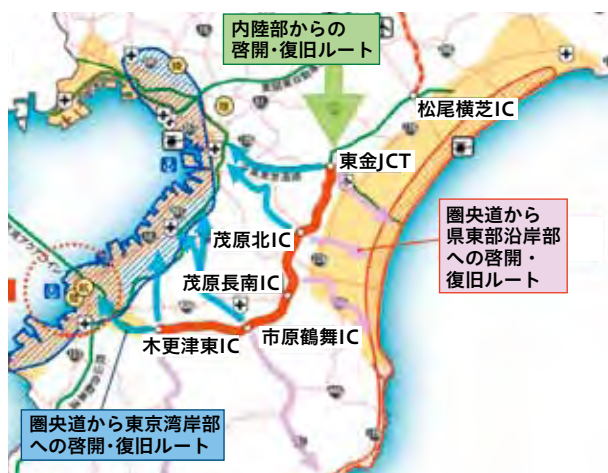 内陸部からの
啓開・復旧ルート
松尾横芝IC
東金JCT
圏央道から
県東部沿岸部
への啓開・
復旧ルート
茂原北IC
茂原長南IC
市原鶴舞IC
木更津東IC
圏央道から東京湾岸部
への啓開・復旧ルート